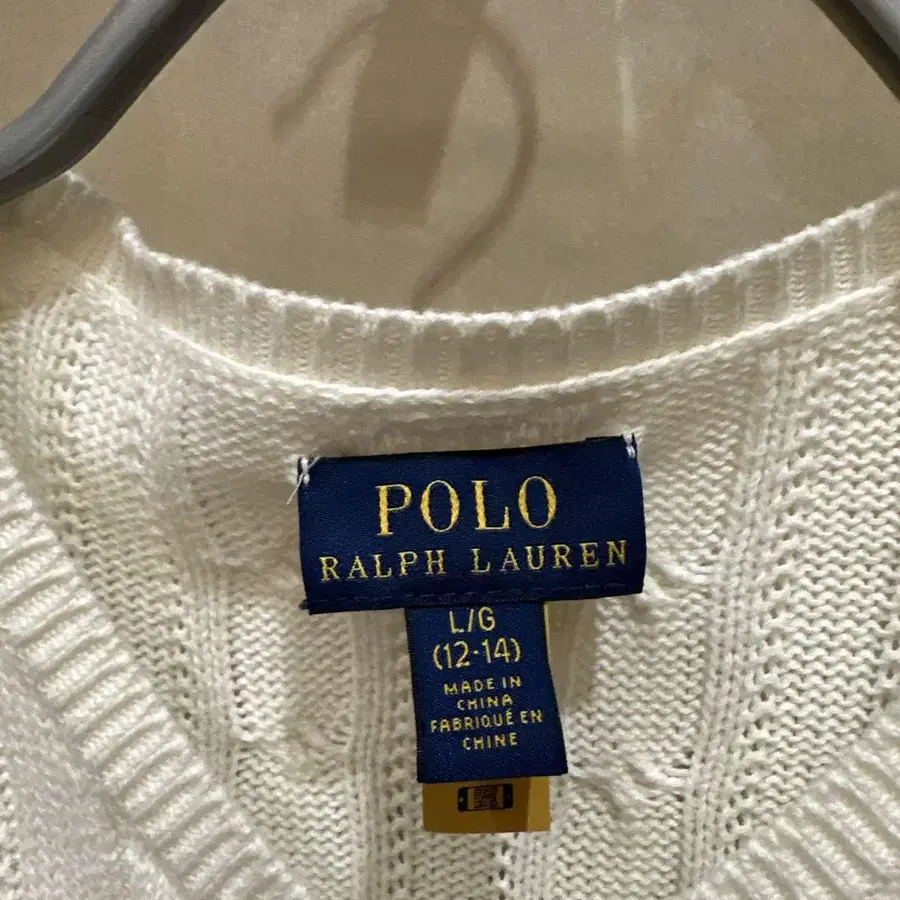 POLO
RALPH LAUREN
L/G
(12-14)
MADE IN
CHINA
FABRIQUÉ EN
CHINE